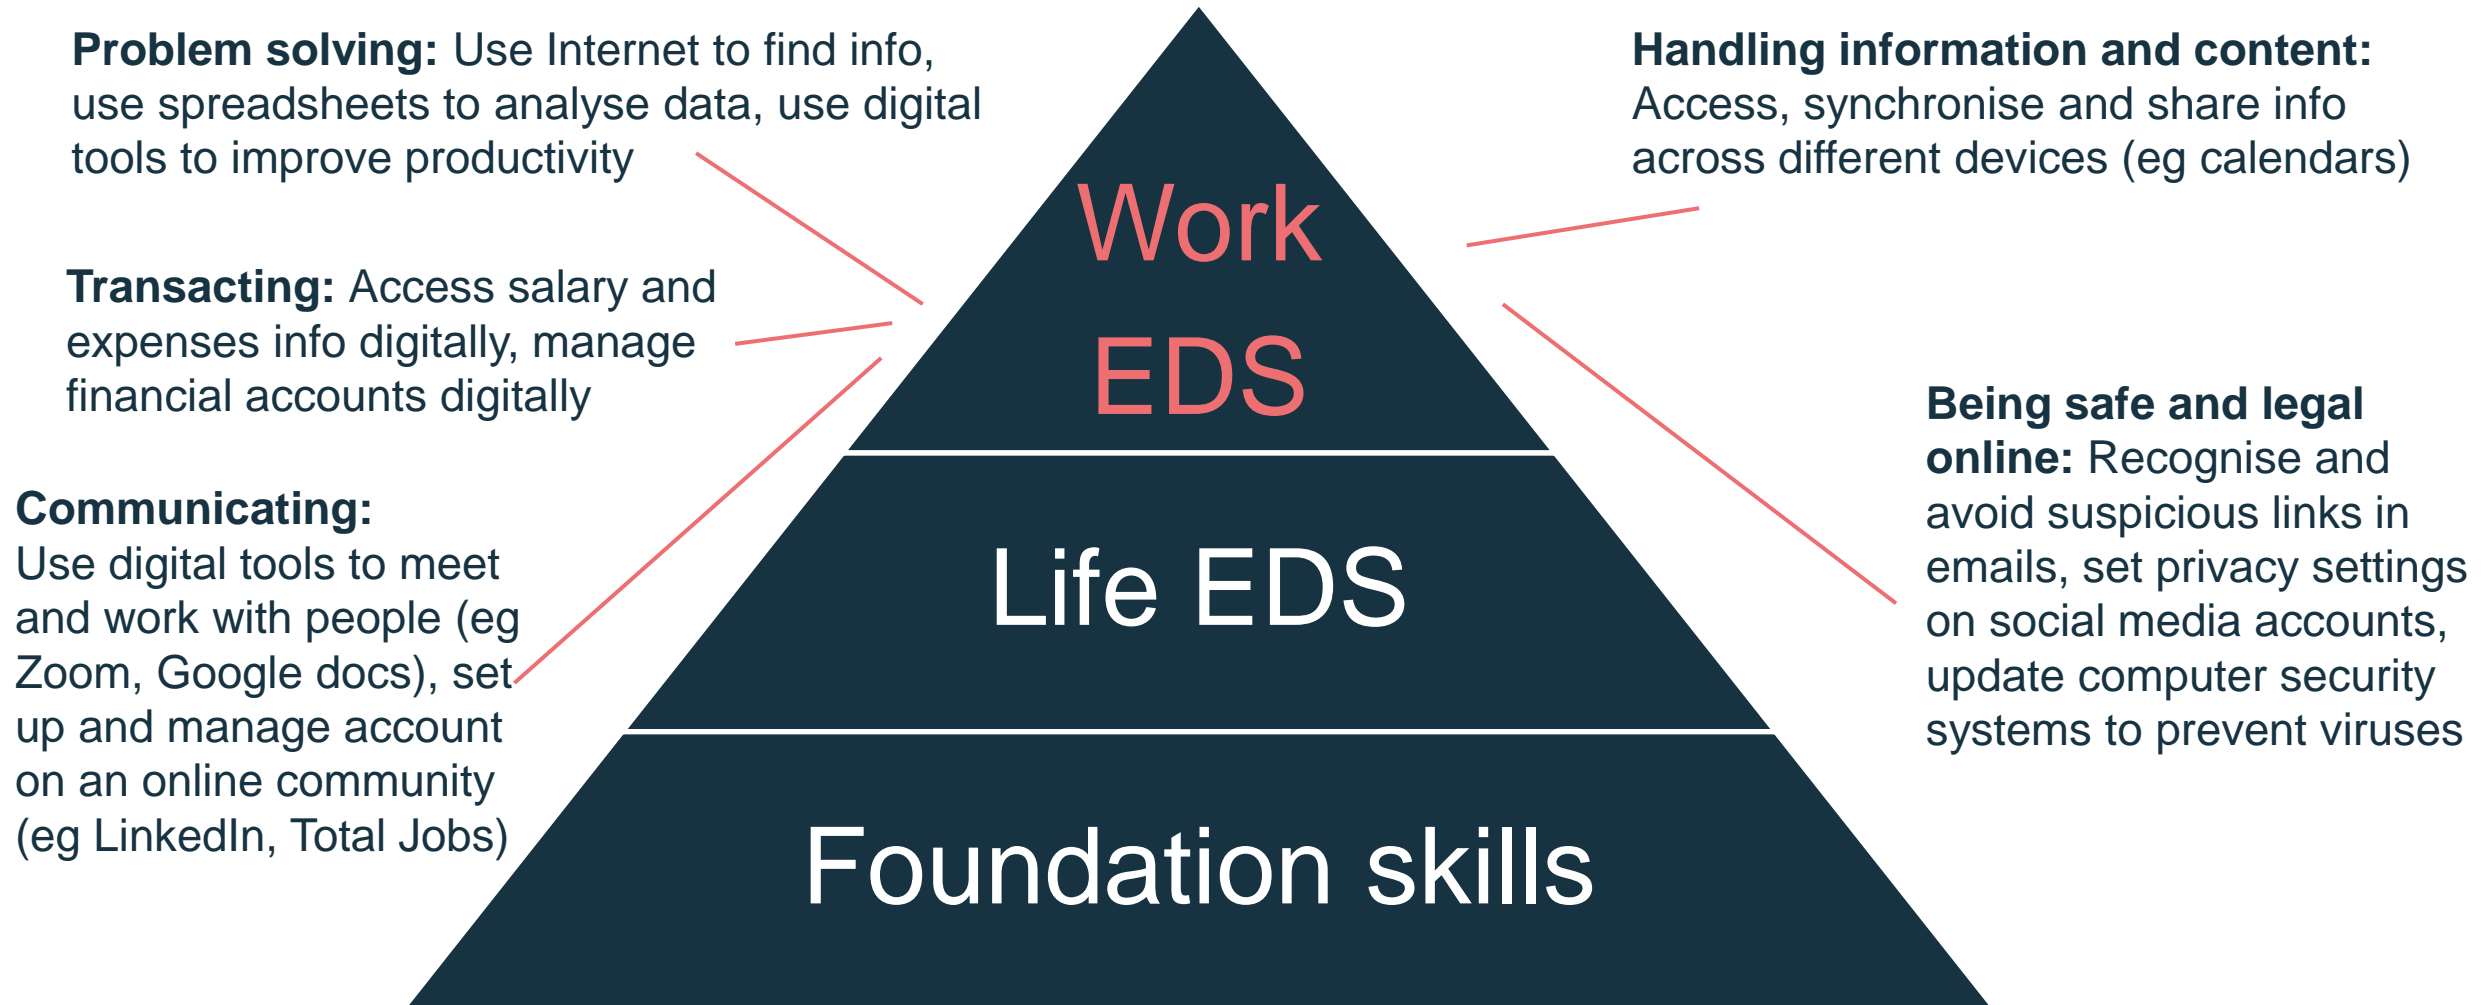 Problem solving: Use Internet to find info,
use spreadsheets to analyse data, use digital
tools to improve productivity
Transacting: Access salary and
expenses info digitally, manage
financial accounts digitally
Communicating:
Use digital tools to meet
and work with people (eg
Zoom, Google docs), set
up and manage account
on an online community
(eg LinkedIn, Total Jobs)
Work
EDS
Life EDS
Foundation skills
Handling information and content:
Access, synchronise and share info
across different devices (eg calendars)
Being safe and legal
online: Recognise and
avoid suspicious links in
emails, set privacy settings
on social media accounts,
update computer security
systems to prevent viruses